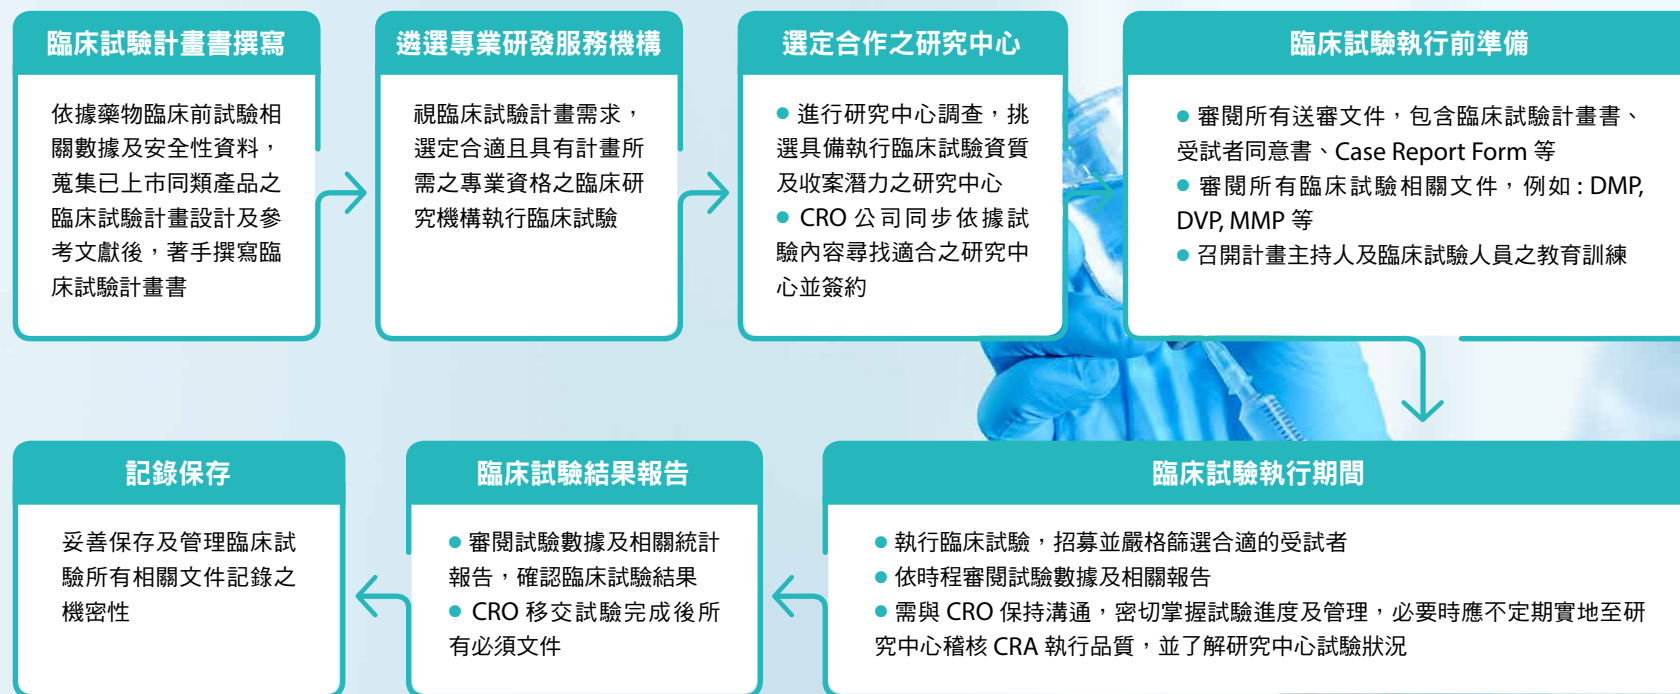 臨床試驗計畫書撰寫
依據藥物臨床前試驗相
關數據及安全性資料，
蒐集已上市同類產品之
臨床試驗計畫設計及參
考文獻後，著手撰寫臨
床試驗計畫書
遴選專業研發服務機構
視臨床試驗計畫需求，
選定合適且具有計畫所
需之專業資格之臨床研
究機構執行臨床試驗
選定合作之研究中心
● 進行研究中心調查，挑
選具備執行臨床試驗資質
及收案潛力之研究中心
● CRO 公司同步依據試
驗內容尋找適合之研究中
心並簽約
臨床試驗執行前準備
● 審閱所有送審文件，包含臨床試驗計畫書、
受試者同意書、Case Report Form 等
● 審閱所有臨床試驗相關文件，例如 : DMP,
DVP, MMP 等
● 召開計畫主持人及臨床試驗人員之教育訓練
臨床試驗執行期間
● 執行臨床試驗，招募並嚴格篩選合適的受試者
● 依時程審閱試驗數據及相關報告
● 需與 CRO 保持溝通，密切掌握試驗進度及管理，必要時應不定期實地至研
究中心稽核 CRA 執行品質，並了解研究中心試驗狀況
臨床試驗結果報告
● 審閱試驗數據及相關統計
報告，確認臨床試驗結果
● CRO 移交試驗完成後所
有必須文件
記錄保存
妥善保存及管理臨床試
驗所有相關文件記錄之
機密性